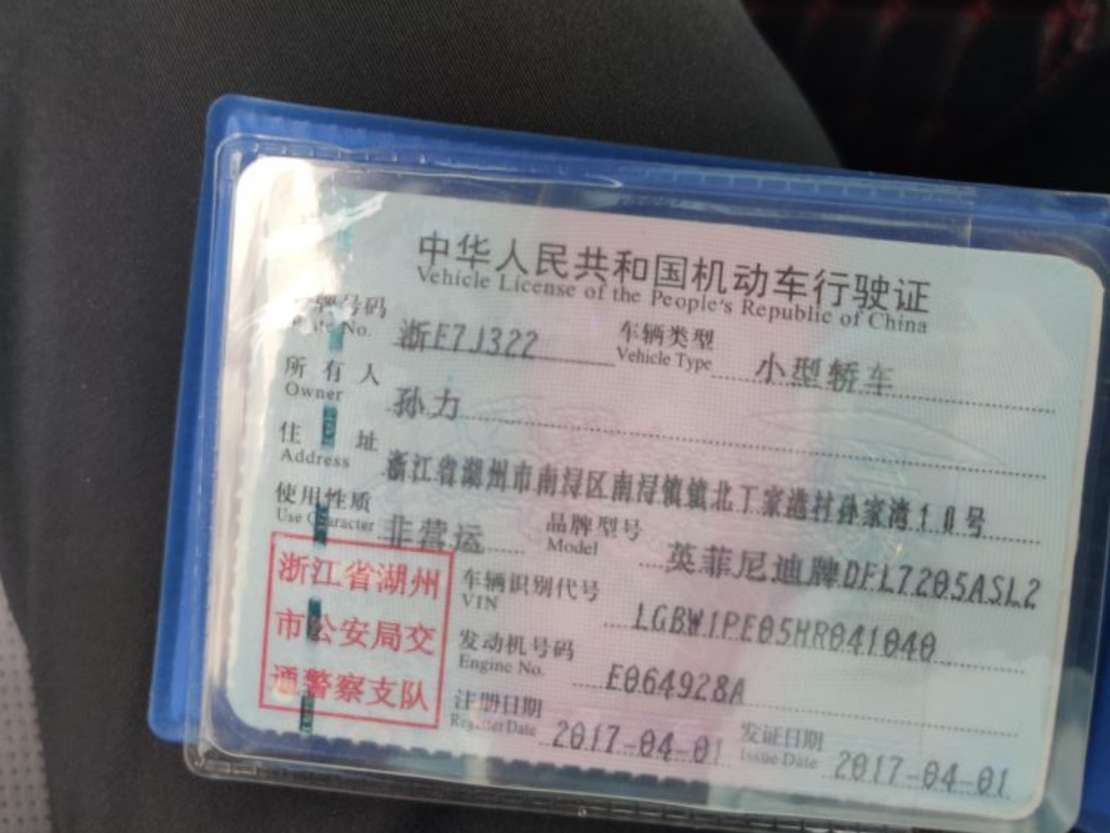 中华人民共和国机动车行驶证
Vehicle License of the People's Republic of China
号牌号码 浙E7J322 车辆类型 小型轿车
Plate No. Vehicle Type
所有人 孙力
Owner
住址 浙江省湖州市南浔区南浔镇镇北丁家港村孙家湾10号
Address
使用性质 非营运 品牌型号 英菲尼迪牌DFL7205ASL2
Use Character Model
浙江省湖州
市公安局交
通警察支队
车辆识别代号 LGBW1PE05HR041040
VIN
发动机号码 E064928A
Engine No.
注册日期 2017-04-01 发证日期 2017-04-01
Register Date Issue Date